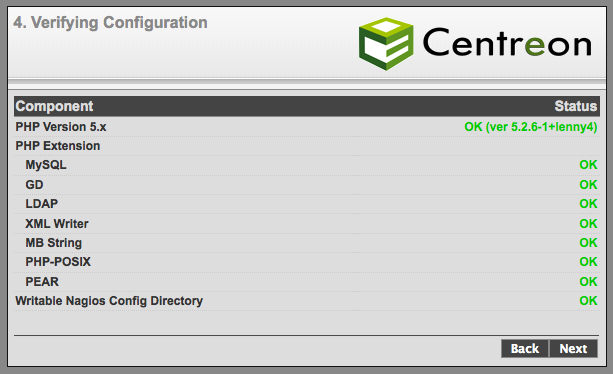 4. Verifying Configuration
Centreon
Component Status
PHP Version 5.x OK (ver 5.2.6-1+lenny4)
PHP Extension
MySQL OK
GD OK
LDAP OK
XML Writer OK
MB String OK
PHP-POSIX OK
PEAR OK
Writable Nagios Config Directory OK
Back Next